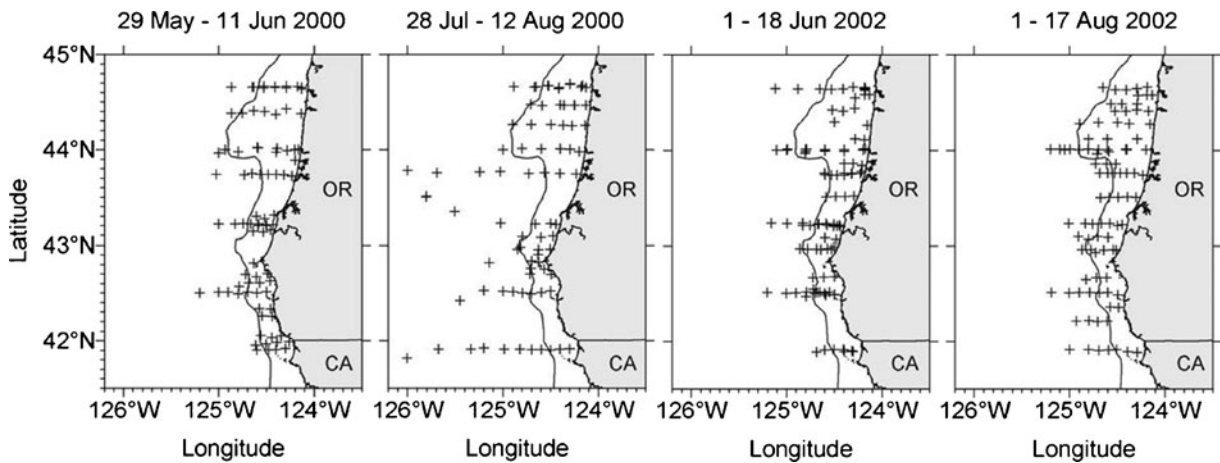 29 May - 11 Jun 2000 28 Jul - 12 Aug 2000 1 - 18 Jun 2002 1 - 17 Aug 2002
45°N
44°N
OR OR OR OR
Latitude
43°N
42°N
CA CA CA CA
126°W 125°W 124°W 126°W 125°W 124°W 126°W 125°W 124°W 126°W 125°W 124°W
Longitude Longitude Longitude Longitude